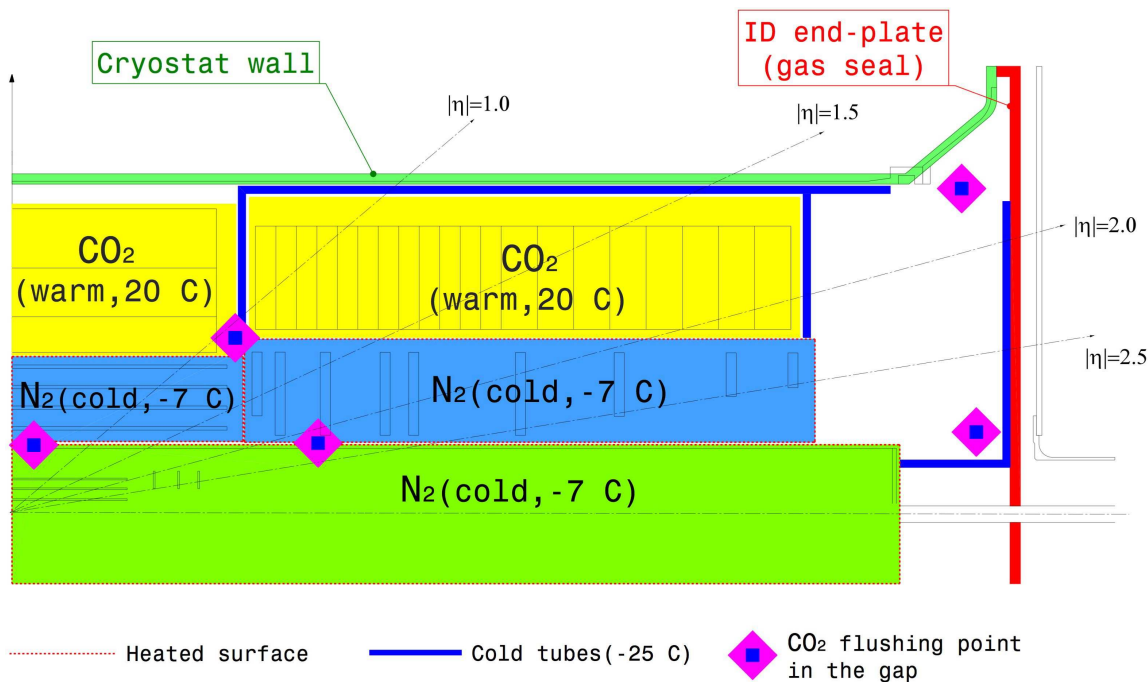 Cryostat wall
ID end-plate
(gas seal)
|η|=1.0
|η|=1.5
|η|=2.0
|η|=2.5
CO₂
(warm,20 C)
CO₂
(warm,20 C)
N₂(cold,-7 C)
N₂(cold,-7 C)
N₂(cold,-7 C)
Heated surface
Cold tubes(-25 C)
CO₂ flushing point
in the gap